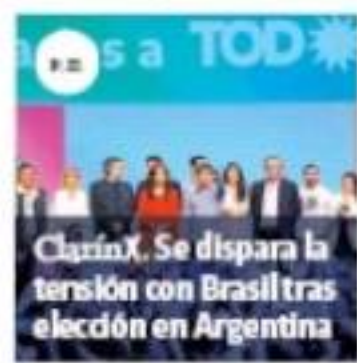 s a TOD
ClarínX. Se dispara la
tensión con Brasil tras
elección en Argentina